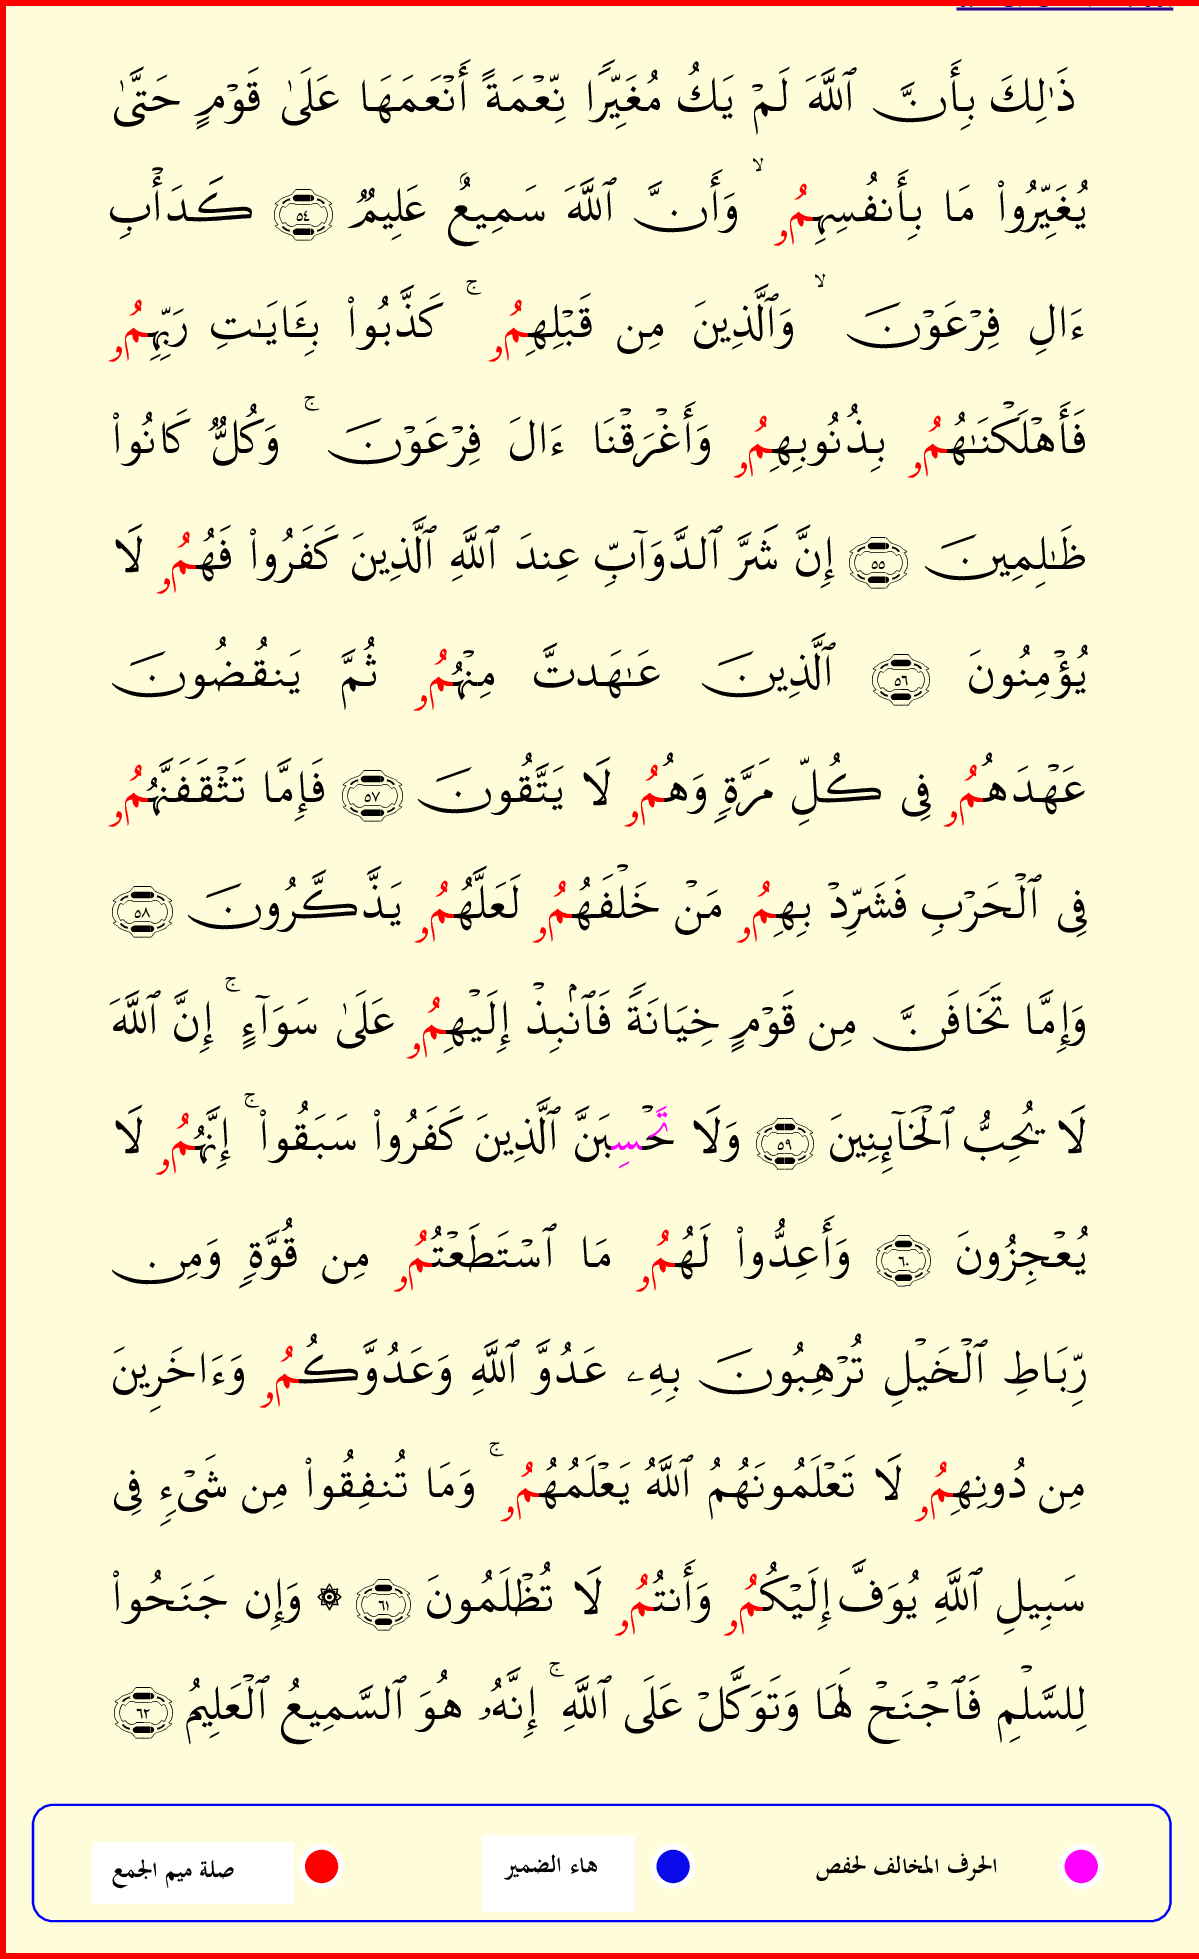 ذَٰلِكَ بِأَنَّ ٱللَّهَ لَمۡ يَكُ مُغَيِّرٗا نِّعۡمَةً أَنۡعَمَهَا عَلَىٰ قَوۡمٍ حَتَّىٰ
يُغَيِّرُواْ مَا بِأَنفُسِهِمُۥ ۙ وَأَنَّ ٱللَّهَ سَمِيعٌ عَلِيمٞ ٥٤ كَدَأۡبِ
ءَالِ فِرۡعَوۡنَ ۙ وَٱلَّذِينَ مِن قَبۡلِهِمُۥ ۚ كَذَّبُواْ بِـَٔايَٰتِ رَبِّهِمُۥ
فَأَهۡلَكۡنَٰهُمُۥ بِذُنُوبِهِمُۥ وَأَغۡرَقۡنَا ءَالَ فِرۡعَوۡنَ ۚ وَكُلّٞ كَانُواْ
ظَٰلِمِينَ ٥٥ إِنَّ شَرَّ ٱلدَّوَآبِّ عِندَ ٱللَّهِ ٱلَّذِينَ كَفَرُواْ فَهُمُۥ لَا
يُؤۡمِنُونَ ٥٦ ٱلَّذِينَ عَٰهَدتَّ مِنۡهُمُۥ ثُمَّ يَنقُضُونَ
عَهۡدَهُمُۥ فِى كُلِّ مَرَّةٖ وَهُمُۥ لَا يَتَّقُونَ ٥٧ فَإِمَّا تَثۡقَفَنَّهُمُۥ
فِى ٱلۡحَرۡبِ فَشَرِّدۡ بِهِمُۥ مَنۡ خَلۡفَهُمُۥ لَعَلَّهُمُۥ يَذَّكَّرُونَ ٥٨
وَإِمَّا تَخَافَنَّ مِن قَوۡمٍ خِيَانَةٗ فَٱنۢبِذۡ إِلَيۡهِمُۥ عَلَىٰ سَوَآءٍ ۚ إِنَّ ٱللَّهَ
لَا يُحِبُّ ٱلۡخَآئِنِينَ ٥٩ وَلَا تَحۡسِبَنَّ ٱلَّذِينَ كَفَرُواْ سَبَقُواْ ۚ إِنَّهُمُۥ لَا
يُعۡجِزُونَ ٦٠ وَأَعِدُّواْ لَهُمُۥ مَا ٱسۡتَطَعۡتُمُۥ مِن قُوَّةٖ وَمِن
رِّبَاطِ ٱلۡخَيۡلِ تُرۡهِبُونَ بِهِۦ عَدُوَّ ٱللَّهِ وَعَدُوَّكُمُۥ وَءَاخَرِينَ
مِن دُونِهِمُۥ لَا تَعۡلَمُونَهُمُ ٱللَّهُ يَعۡلَمُهُمُۥ ۚ وَمَا تُنفِقُواْ مِن شَىۡءٖ فِى
سَبِيلِ ٱللَّهِ يُوَفَّ إِلَيۡكُمُۥ وَأَنتُمُۥ لَا تُظۡلَمُونَ ٦١ ۞ وَإِن جَنَحُواْ
لِلسَّلۡمِ فَٱجۡنَحۡ لَهَا وَتَوَكَّلۡ عَلَى ٱللَّهِ ۚ إِنَّهُۥ هُوَ ٱلسَّمِيعُ ٱلۡعَلِيمُ ٦٢
الحرف المخالف لحفص هاء الضمير صلة ميم الجمع